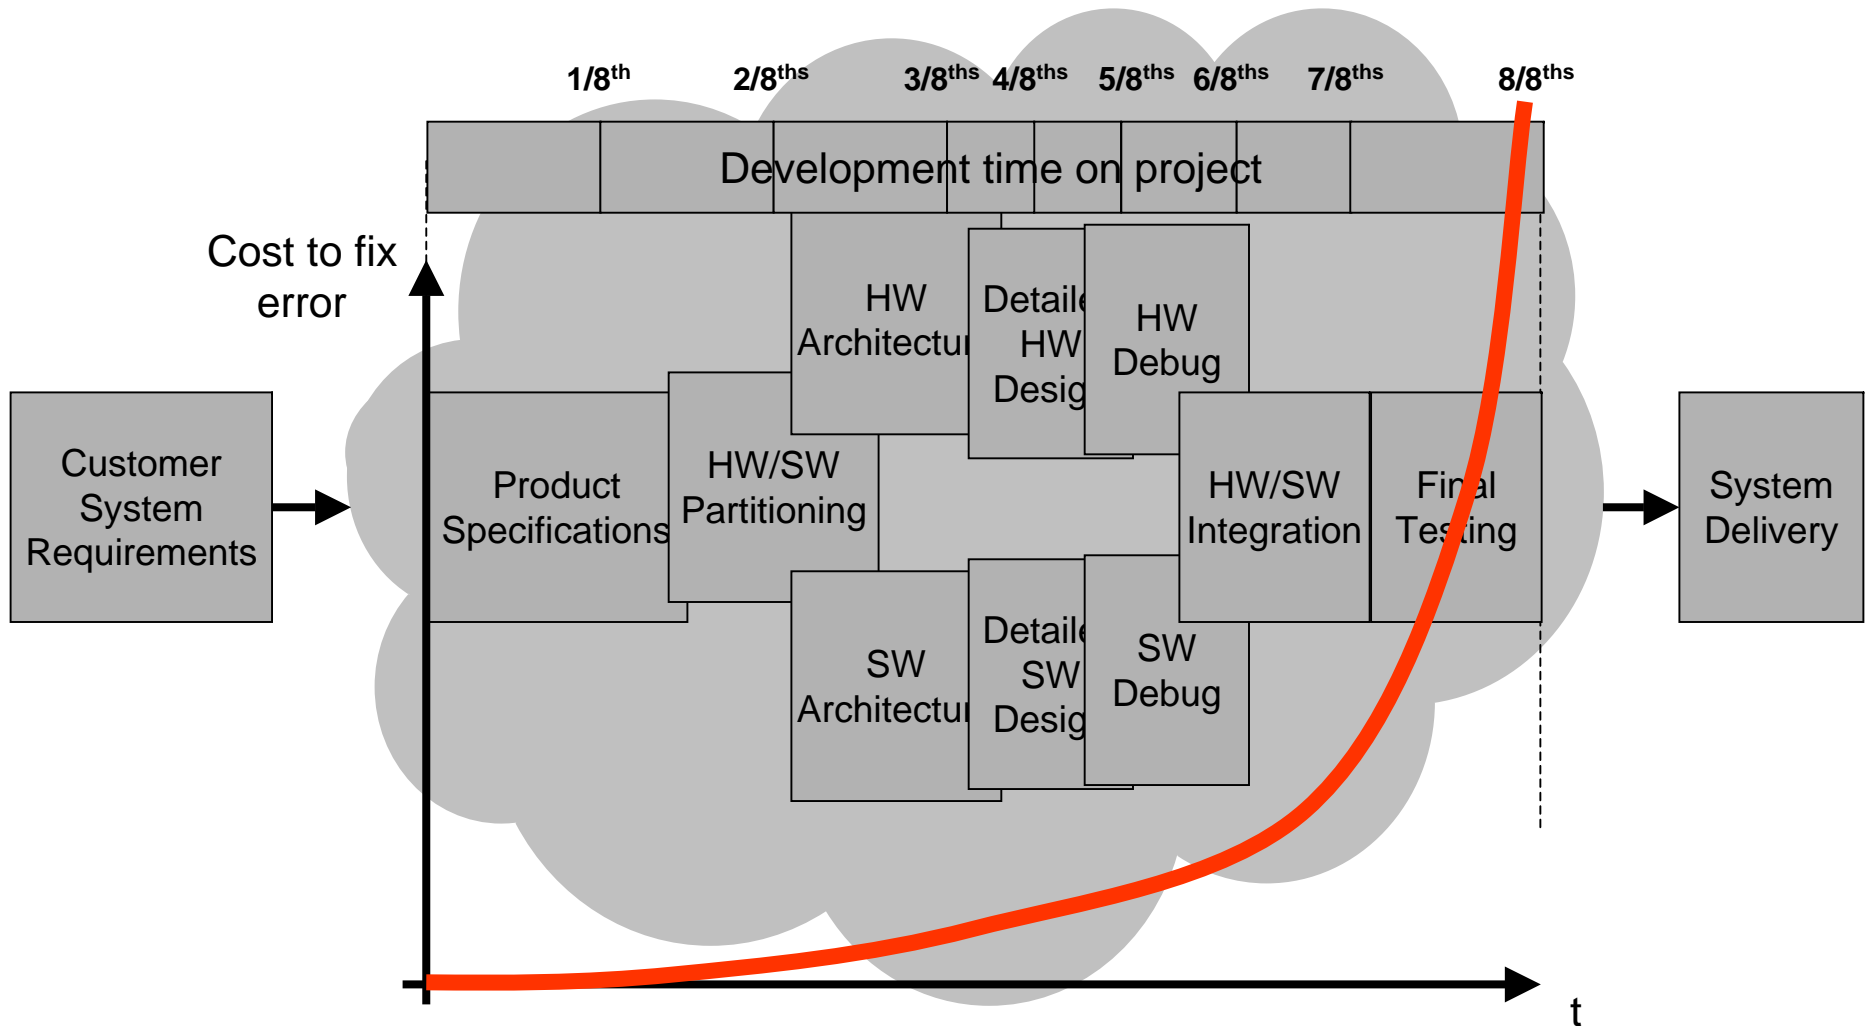 1/8th
2/8ths
3/8ths
4/8ths
5/8ths
6/8ths
7/8ths
8/8ths
Development time on project
Cost to fix
error
Customer
System
Requirements
Product
Specifications
HW/SW
Partitioning
HW
Architectur
Detaile
HW
Desig
HW
Debug
SW
Architectur
Detaile
SW
Desig
SW
Debug
HW/SW
Integration
Final
Testing
System
Delivery
t